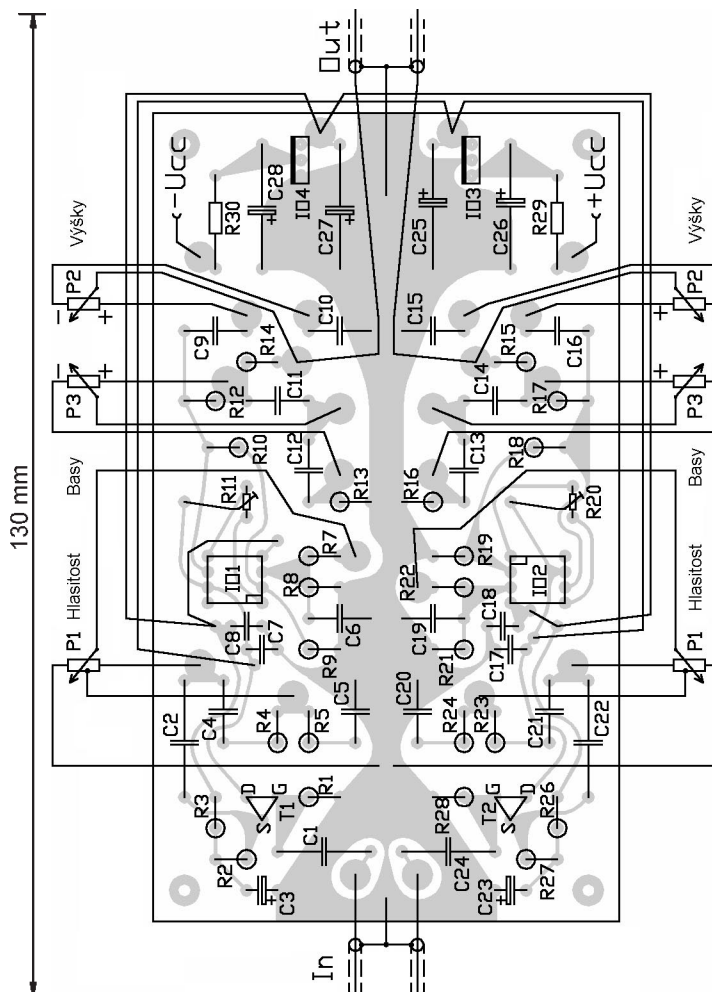 Out
130 mm
-Ucc
R30
C28
IO4
C27
C25
IO3
C26
R29
+Ucc
Výšky
Výšky
P2
P2
- +
+
C9
R14
C10
C15
R15
C16
P3
P3
- +
+
R12
C11
C14
R17
Basy
Basy
R10
C12
R13
R16
C13
R18
R11
R20
Hlasitost
Hlasitost
IO1
R7
R8
R22
R19
IO2
C8
C7
C6
C19
C18
P1
P1
R9
R21
C17
C2
C4
R4
R5
C5
C20
R24
R23
C21
C22
R3
D
G
S
T1
R1
R28
T2
G
D
S
R26
R2
C1
C24
R27
C3
C23
In